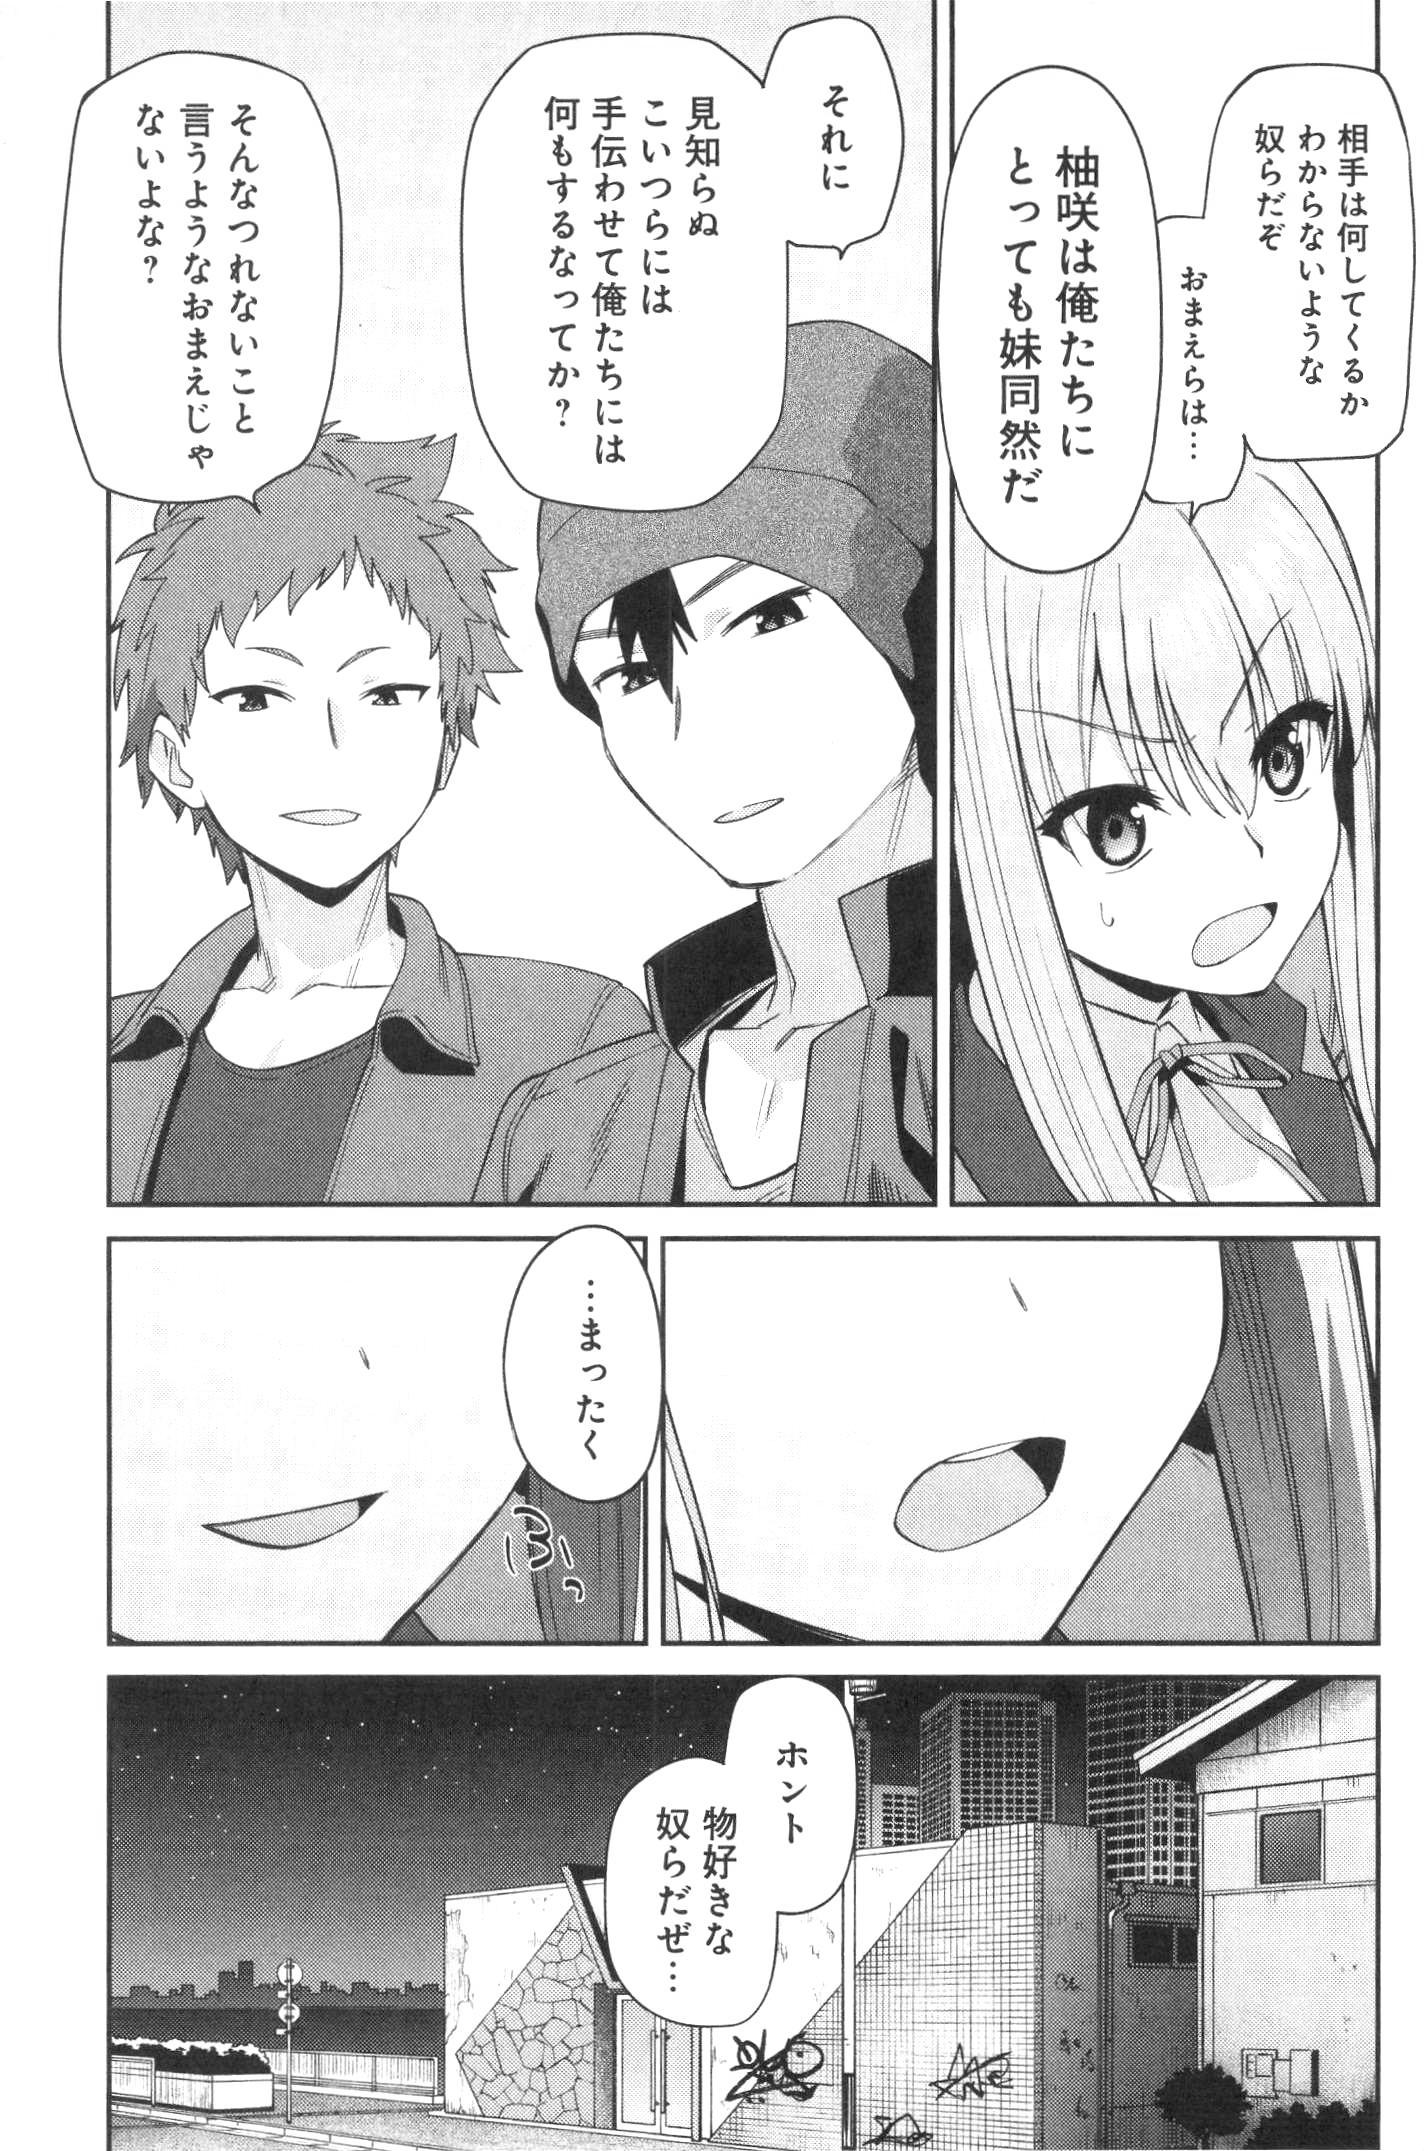 相手は何してくるか
わからないような
奴らだぞ
おまえらは…
柚咲は俺たちに
とっても妹同然だ
それに
見知らぬ
こいつらには
手伝わせて俺たちには
何もするなってか？
そんなつれないこと
言うようなおまえじゃ
ないよな？
…まったく
ふっ
ホント
物好きな
奴らだぜ…